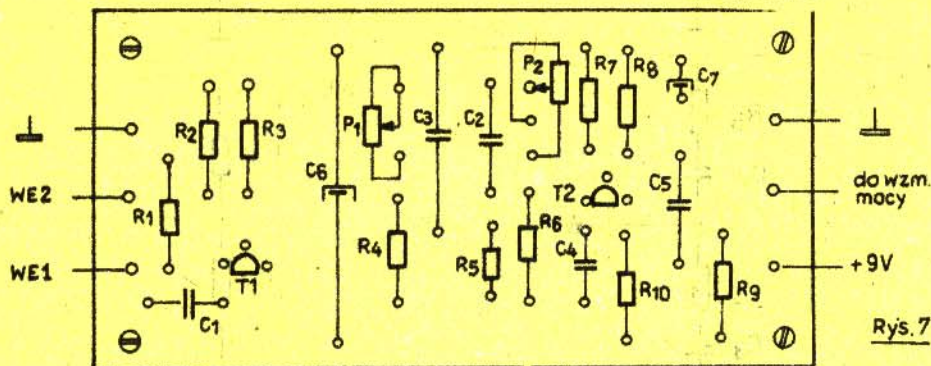 P2
R7
R8
C7
R2
R3
P1
C3
C2
WE2
C6
T2
C5
do wzm.
mocy
R1
R4
R6
WE1
T1
R5
C4
R10
R9
+9V
C1
Rys. 7